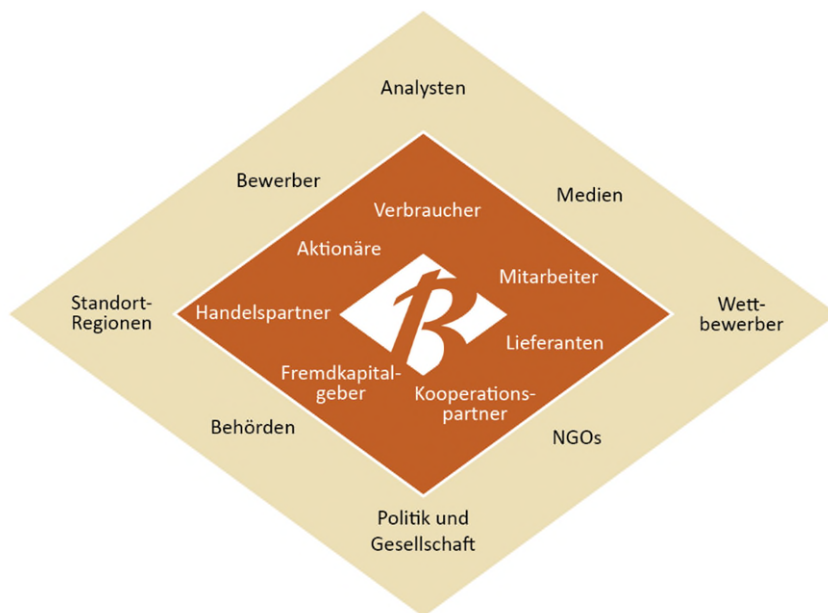 Analysten
Bewerber
Medien
Verbraucher
Aktionäre
Mitarbeiter
Standort-
Regionen
Handelspartner
Wett-
bewerber
Lieferanten
Fremdkapital-
geber
Kooperations-
partner
Behörden
NGOs
Politik und
Gesellschaft
B